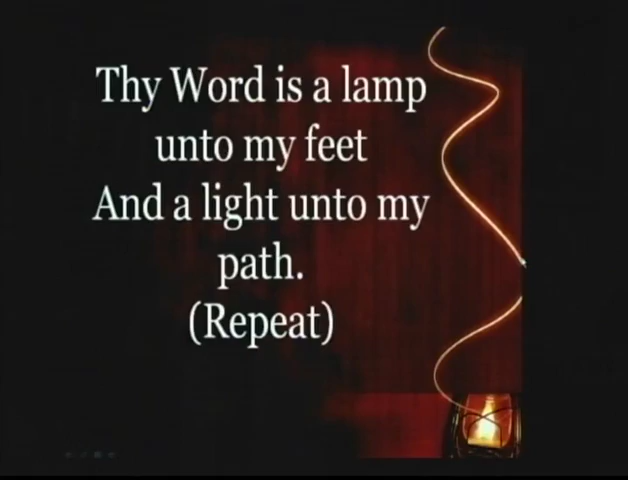 Thy Word is a lamp
unto my feet
And a light unto my
path.
(Repeat)